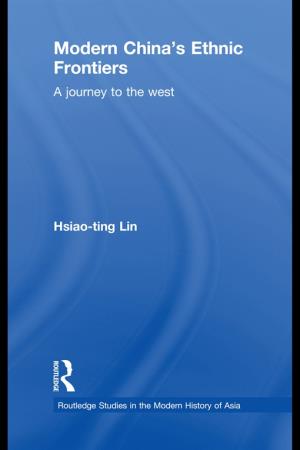 Modern China's Ethnic
Frontiers
A journey to the west
Hsiao-ting Lin
ROUTLEDGE
Routledge Studies in the Modern History of Asia